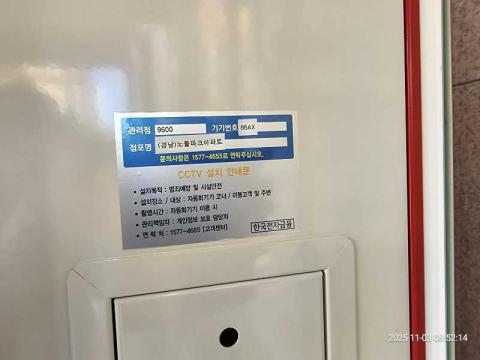 관리점 9600 기기번호 85AX
점포명 (경남)노블파크아파트
문의사항은 1577-4655로 연락주십시오.
CCTV 설치 안내문
• 설치목적 : 범죄예방 및 시설안전
• 설치장소 / 대상 : 자동화기기 코너 / 이용고객 및 주변
• 촬영시간 : 자동화기기 이용 시
• 관리책임자 : 개인정보 보호 담당자
• 연 락 처 : 1577-4655 [고객센터]
한국전자금융
2025-11-03 08:52:14